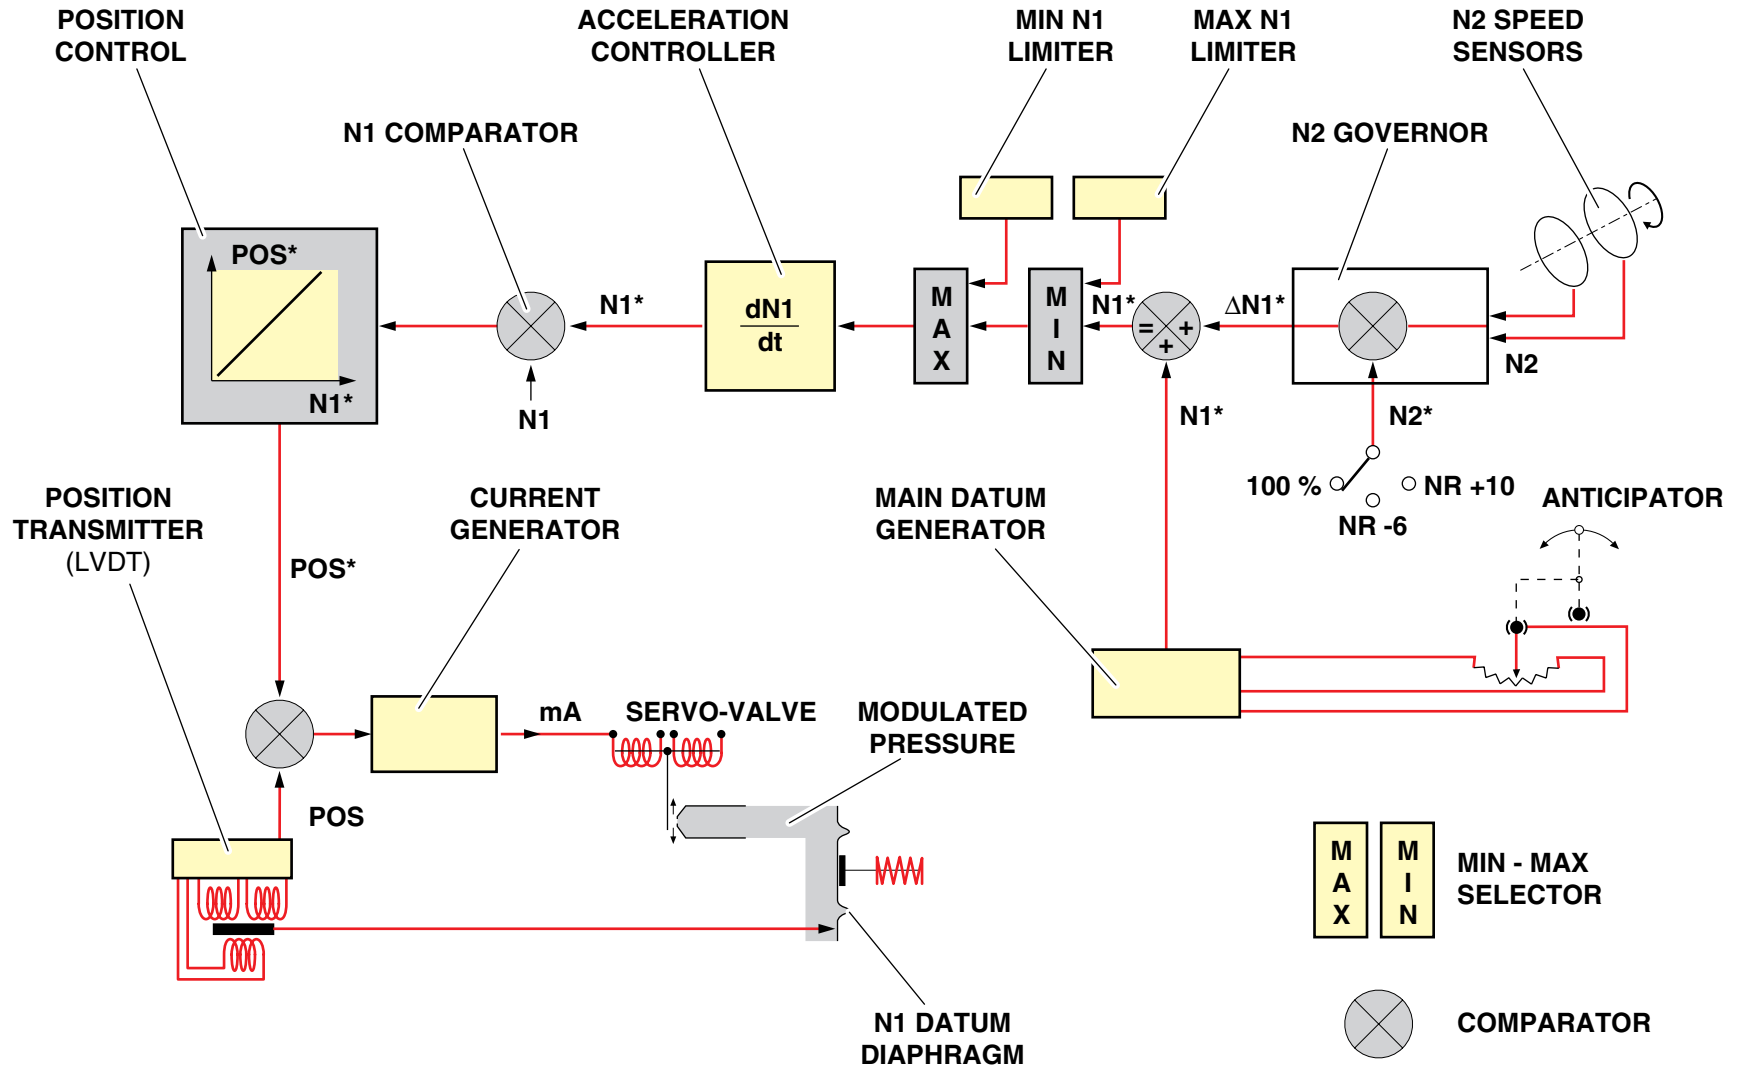 POSITION
CONTROL
ACCELERATION
CONTROLLER
MIN N1
LIMITER
MAX N1
LIMITER
N2 SPEED
SENSORS
N1 COMPARATOR
N2 GOVERNOR
POS*
N1*
N1*
N1
dN1
dt
M
A
X
M
I
N
N1*
= + +
ΔN1*
N2
N1*
N2*
100 %
NR +10
NR -6
POSITION
TRANSMITTER
(LVDT)
CURRENT
GENERATOR
MAIN DATUM
GENERATOR
ANTICIPATOR
POS*
mA
SERVO-VALVE
MODULATED
PRESSURE
POS
M
A
X
M
I
N
MIN - MAX
SELECTOR
N1 DATUM
DIAPHRAGM
COMPARATOR